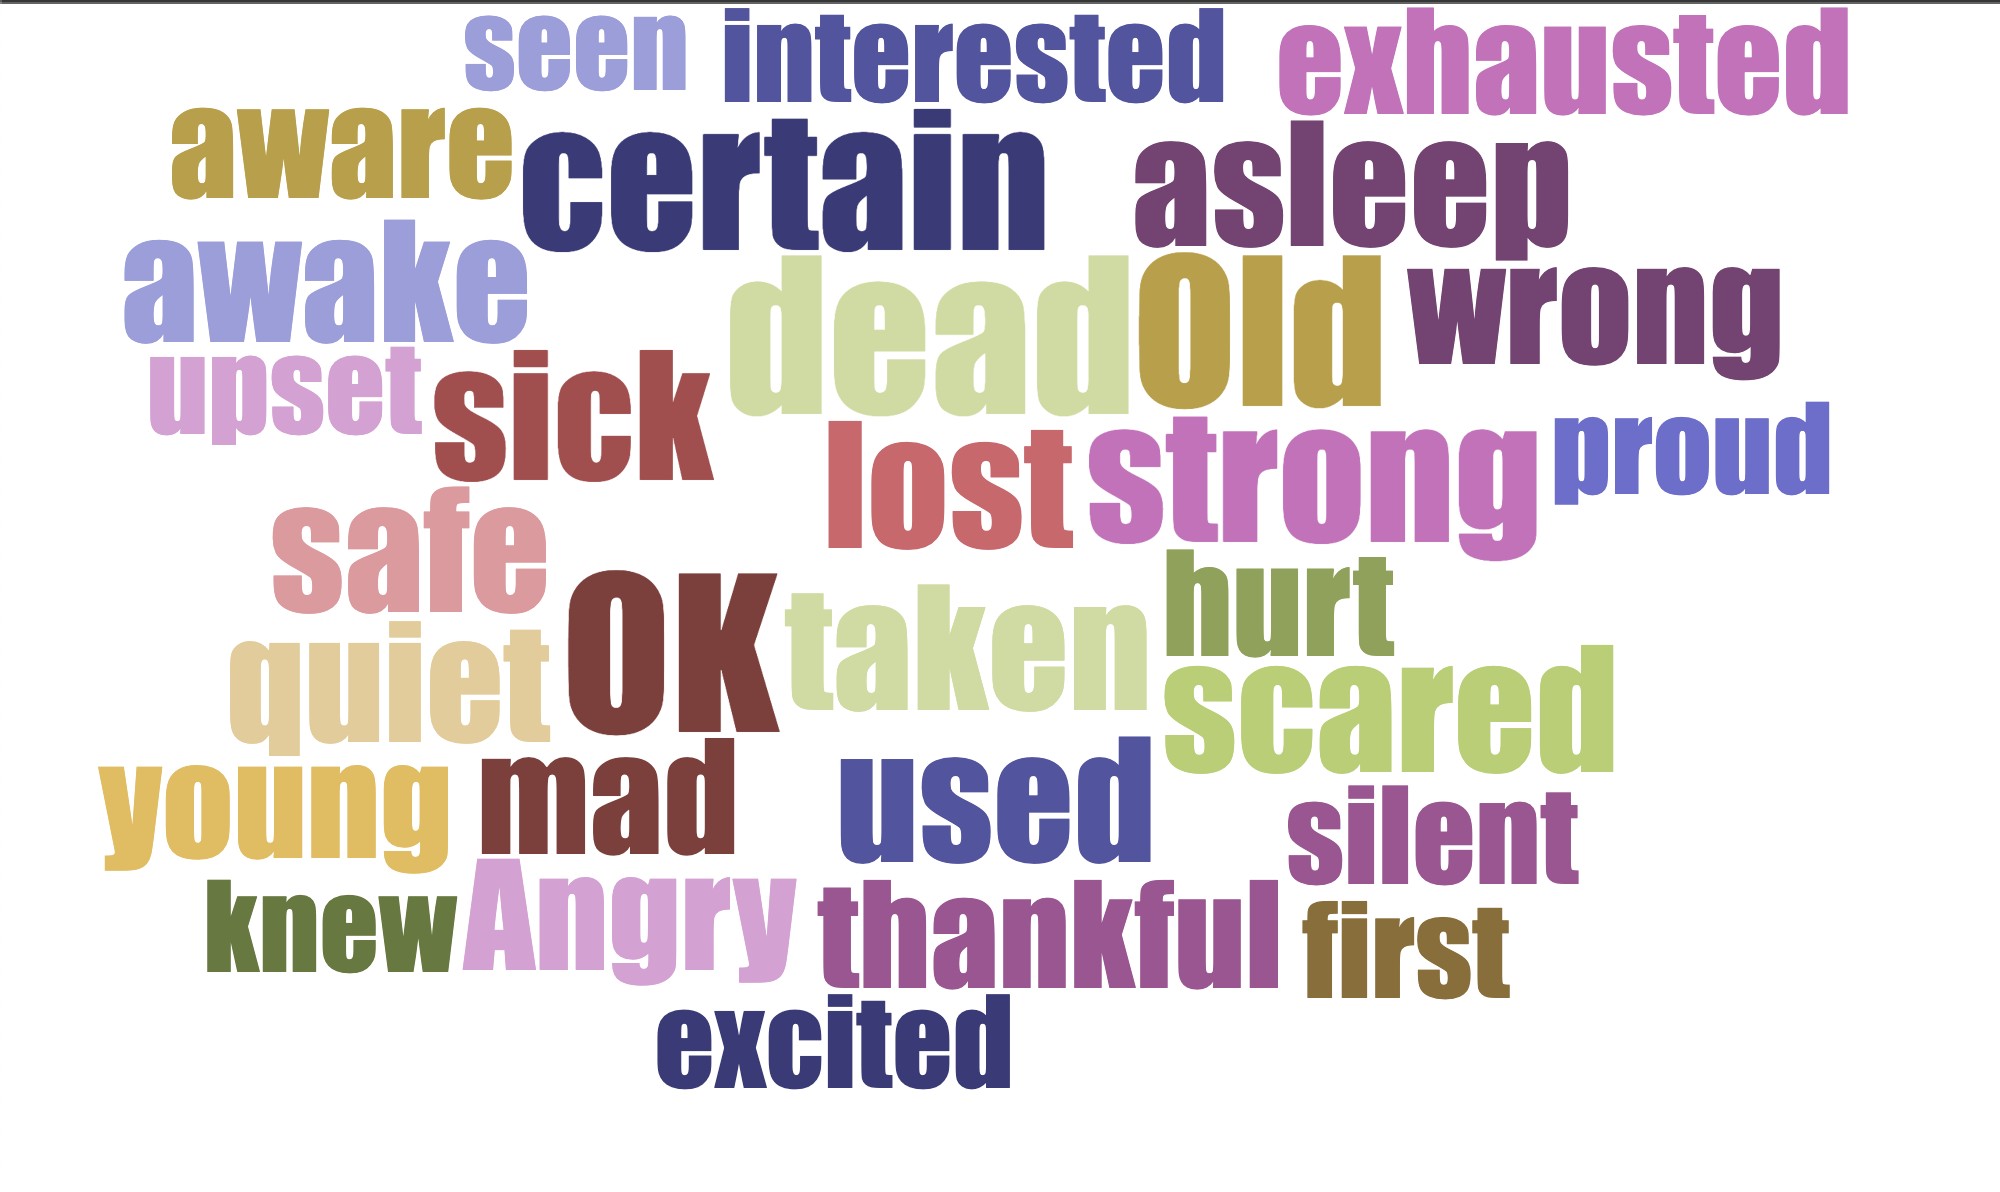 seen interested exhausted
aware certain asleep
awake dead Old wrong
upset sick lost strong proud
safe OK taken hurt
quiet scared
young mad used silent
knew Angry thankful first
excited